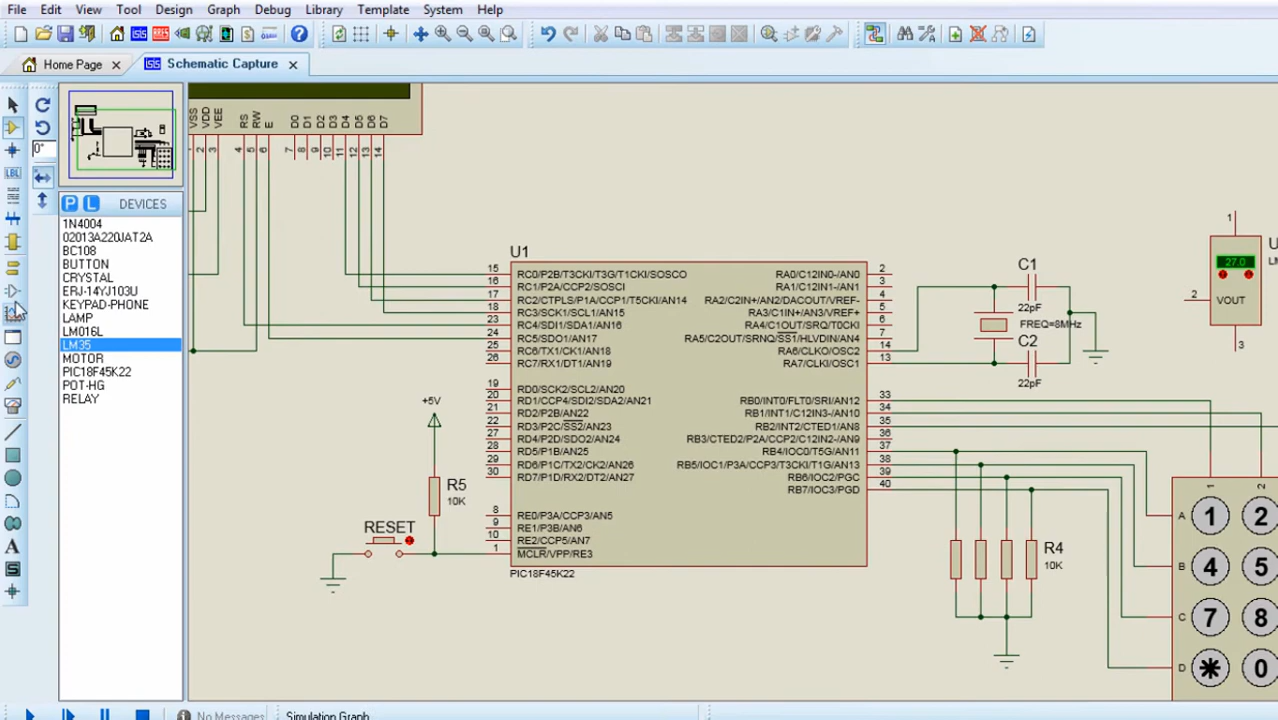 File Edit View Tool Design Graph Debug Library Template System Help
Home Page Schematic Capture
0°
LBL
P L DEVICES
1N4004
02013A220JAT2A
BC108
BUTTON
CRYSTAL
ERJ-14YJ103U
KEYPAD-PHONE
LAMP
LM016L
LM35
MOTOR
PIC18F45K22
POT-HG
RELAY
VSS VDD VEE RS RW E D0 D1 D2 D3 D4 D5 D6 D7
1 2 3 4 5 6 7 8 9 10 11 12 13 14
U1
15 RC0/P2B/T3CKI/T3G/T1CKI/SOSCO
16 RC1/P2A/CCP2/SOSCI
17 RC2/CTPLS/P1A/CCP1/T5CKI/AN14
18 RC3/SCK1/SCL1/AN15
23 RC4/SDI1/SDA1/AN16
24 RC5/SDO1/AN17
25 RC6/TX1/CK1/AN18
26 RC7/RX1/DT1/AN19
19 RD0/SCK2/SCL2/AN20
20 RD1/CCP4/SDI2/SDA2/AN21
21 RD2/P2B/AN22
22 RD3/P2C/SS2/AN23
27 RD4/P2D/SDO2/AN24
28 RD5/P1B/AN25
29 RD6/P1C/TX2/CK2/AN26
30 RD7/P1D/RX2/DT2/AN27
8 RE0/P3A/CCP3/AN5
9 RE1/P3B/AN6
10 RE2/CCP5/AN7
1 MCLR/VPP/RE3
PIC18F45K22
RA0/C12IN0-/AN0 2
RA1/C12IN1-/AN1 3
RA2/C2IN+/AN2/DACOUT/VREF- 4
RA3/C1IN+/AN3/VREF+ 5
RA4/C1OUT/SRQ/T0CKI 6
RA5/C2OUT/SRNQ/SS1/HLVDIN/AN4 7
RA6/CLKO/OSC2 14
RA7/CLKI/OSC1 13
RB0/INT0/FLT0/SRI/AN12 33
RB1/INT1/C12IN3-/AN10 34
RB2/INT2/CTED1/AN8 35
RB3/CTED2/P2A/CCP2/C12IN2-/AN9 36
RB4/IOC0/T5G/AN11 37
RB5/IOC1/P3A/CCP3/T3CKI/T1G/AN13 38
RB6/IOC2/PGC 39
RB7/IOC3/PGD 40
+5V
R5
10K
RESET
C1
22pF
FREQ=8MHz
C2
22pF
1
27.0
2 VOUT
3
U
LM
R4
10K
1 2
A 1 2
B 4 5
C 7 8
D * 0
No Messages Simulation Graph